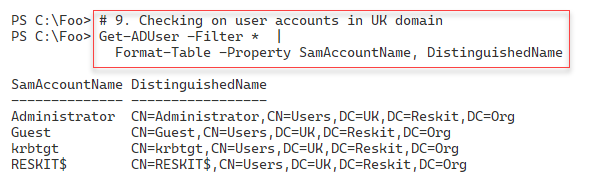 PS C:\Foo> # 9. Checking on user accounts in UK domain
PS C:\Foo> Get-ADUser -Filter *  |
             Format-Table -Property SamAccountName, DistinguishedName

SamAccountName DistinguishedName
-------------- -----------------
Administrator  CN=Administrator,CN=Users,DC=UK,DC=Reskit,DC=Org
Guest          CN=Guest,CN=Users,DC=UK,DC=Reskit,DC=Org
krbtgt         CN=krbtgt,CN=Users,DC=UK,DC=Reskit,DC=Org
RESKIT$        CN=RESKIT$,CN=Users,DC=UK,DC=Reskit,DC=Org